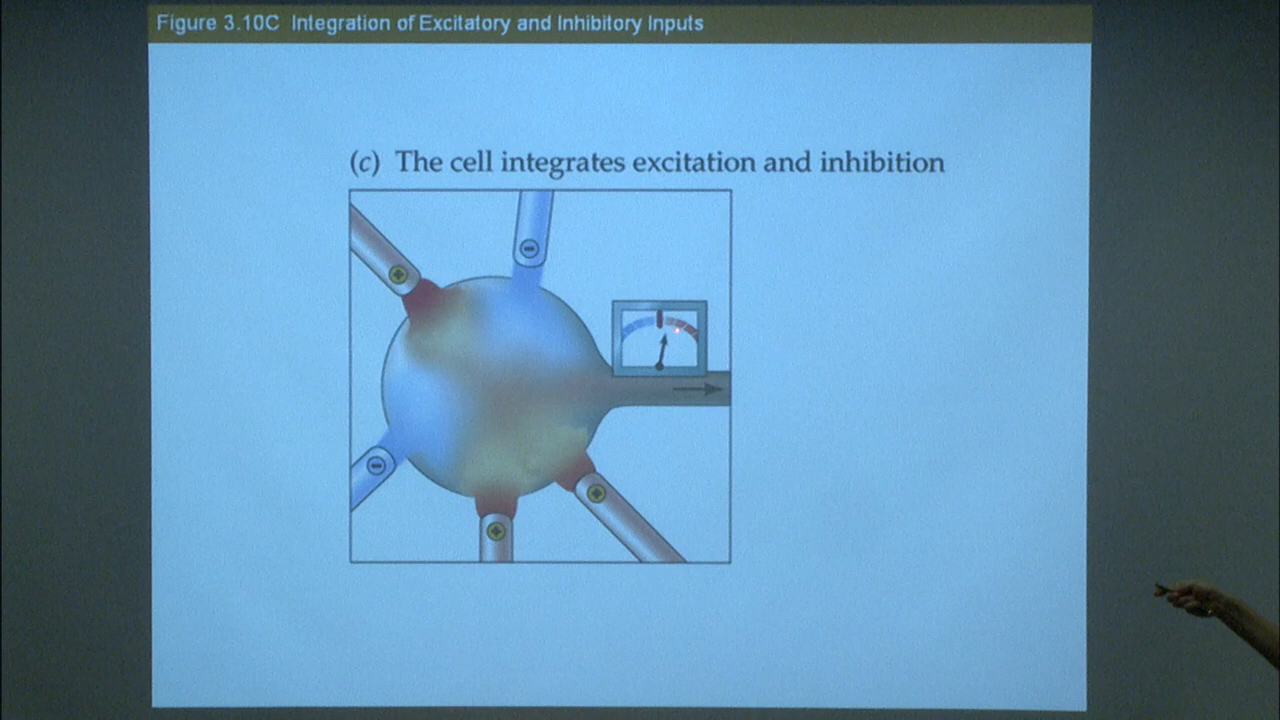 Figure 3.10C Integration of Excitatory and Inhibitory Inputs
(c) The cell integrates excitation and inhibition